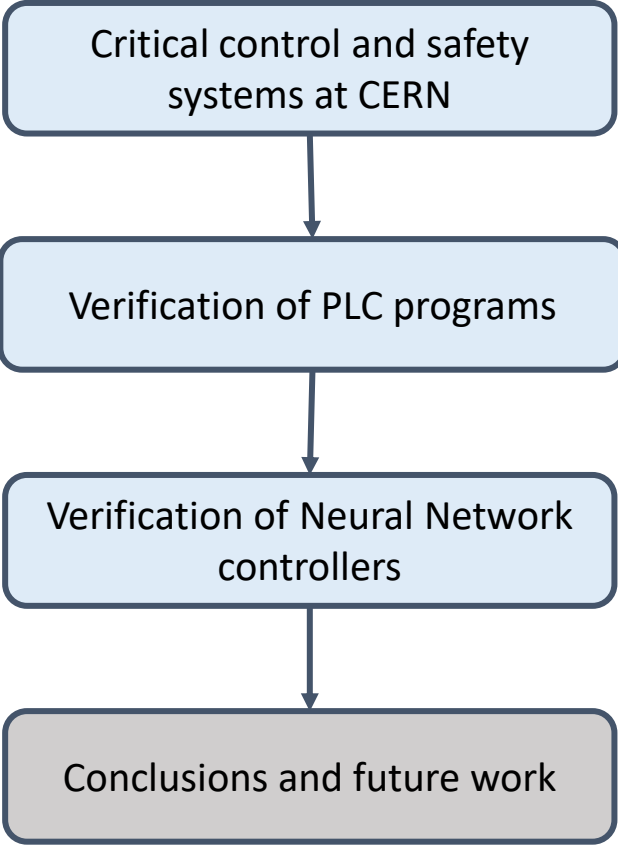 Critical control and safety
systems at CERN
Verification of PLC programs
Verification of Neural Network
controllers
Conclusions and future work